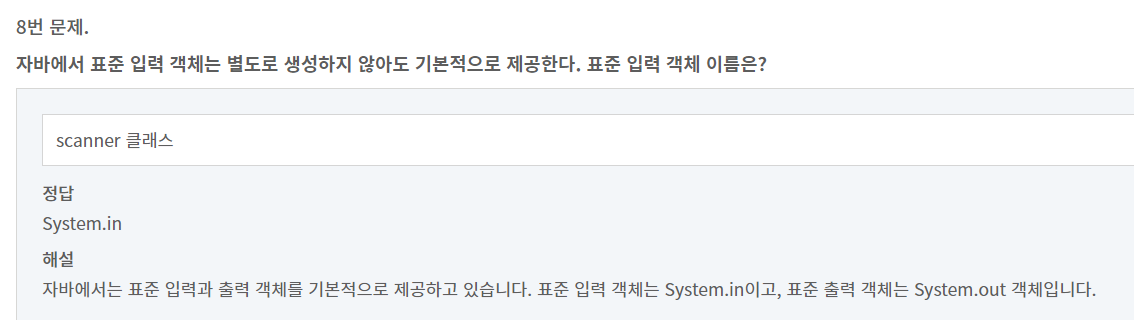 8번 문제.
자바에서 표준 입력 객체는 별도로 생성하지 않아도 기본적으로 제공한다. 표준 입력 객체 이름은?
scanner 클래스
정답
System.in
해설
자바에서는 표준 입력과 출력 객체를 기본적으로 제공하고 있습니다. 표준 입력 객체는 System.in이고, 표준 출력 객체는 System.out 객체입니다.